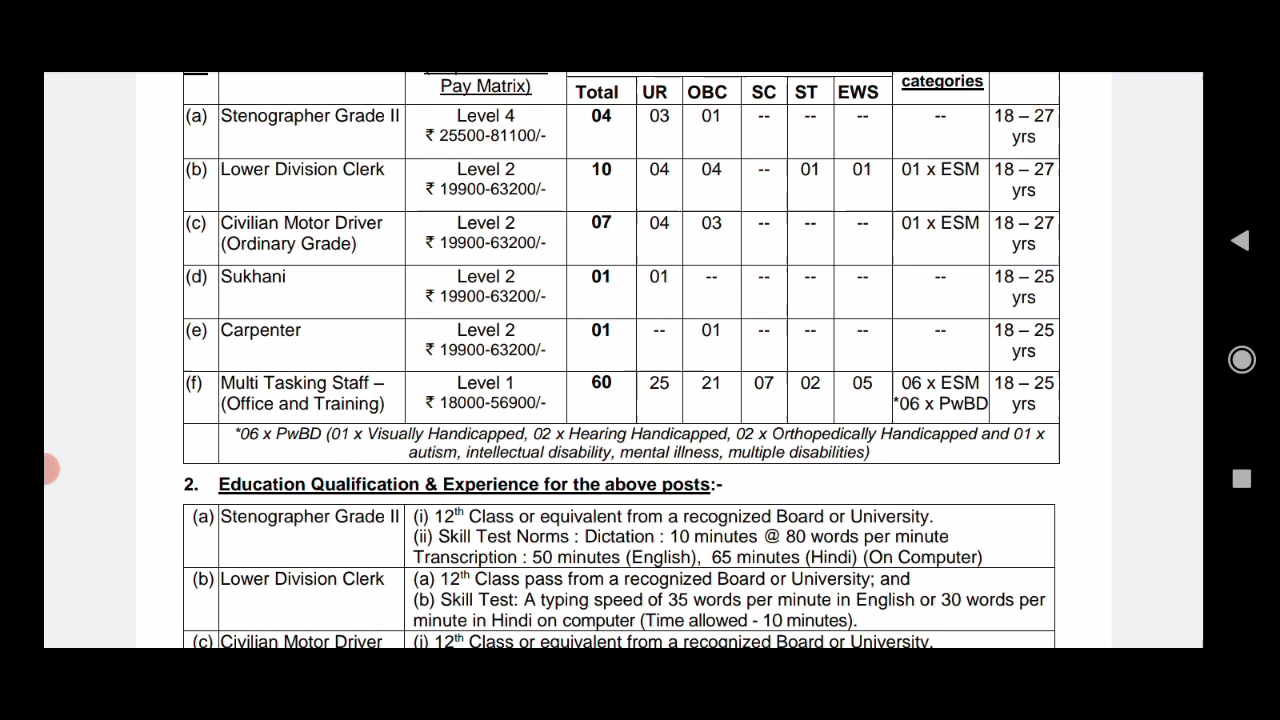 Pay Matrix)
categories
Total UR OBC SC ST EWS
(a) Stenographer Grade II Level 4 04 03 01 -- -- -- -- 18 – 27
₹ 25500-81100/- yrs
(b) Lower Division Clerk Level 2 10 04 04 -- 01 01 01 x ESM 18 – 27
₹ 19900-63200/- yrs
(c) Civilian Motor Driver Level 2 07 04 03 -- -- -- 01 x ESM 18 – 27
(Ordinary Grade) ₹ 19900-63200/- yrs
(d) Sukhani Level 2 01 01 -- -- -- -- -- 18 – 25
₹ 19900-63200/- yrs
(e) Carpenter Level 2 01 -- 01 -- -- -- -- 18 – 25
₹ 19900-63200/- yrs
(f) Multi Tasking Staff – Level 1 60 25 21 07 02 05 06 x ESM 18 – 25
(Office and Training) ₹ 18000-56900/- *06 x PwBD yrs
*06 x PwBD (01 x Visually Handicapped, 02 x Hearing Handicapped, 02 x Orthopedically Handicapped and 01 x
autism, intellectual disability, mental illness, multiple disabilities)
2. Education Qualification & Experience for the above posts:-
(a) Stenographer Grade II (i) 12th Class or equivalent from a recognized Board or University.
(ii) Skill Test Norms : Dictation : 10 minutes @ 80 words per minute
Transcription : 50 minutes (English), 65 minutes (Hindi) (On Computer)
(b) Lower Division Clerk (a) 12th Class pass from a recognized Board or University; and
(b) Skill Test: A typing speed of 35 words per minute in English or 30 words per
minute in Hindi on computer (Time allowed - 10 minutes).
(c) Civilian Motor Driver (i) 12th Class or equivalent from a recognized Board or University.